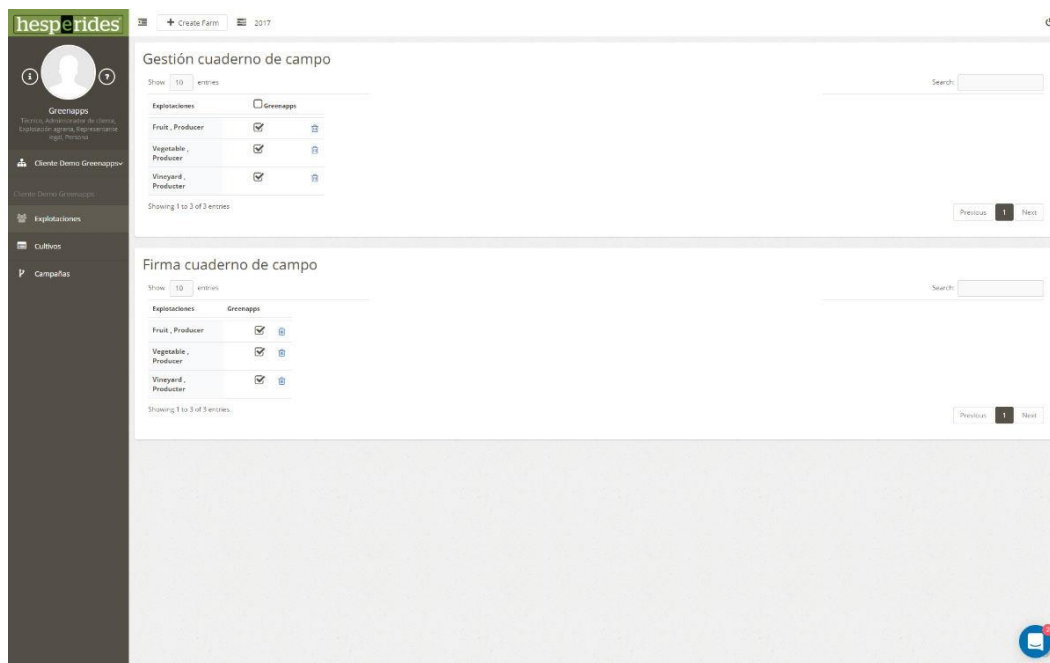 hesperides
+ Create Farm
2017
Greenapps
Técnico, Administrador de cliente,
Explotación agraria, Representante
legal, Persona
Cliente Demo Greenapps
Cliente Demo Greenapps
Explotaciones
Cultivos
Campañas
Gestión cuaderno de campo
Show 10 entries
Search:
Explotaciones Greenapps
Fruit , Producer
Vegetable ,
Producer
Vineyard ,
Producter
Showing 1 to 3 of 3 entries
Previous 1 Next
Firma cuaderno de campo
Show 10 entries
Search:
Explotaciones Greenapps
Fruit , Producer
Vegetable ,
Producer
Vineyard ,
Producter
Showing 1 to 3 of 3 entries
Previous 1 Next